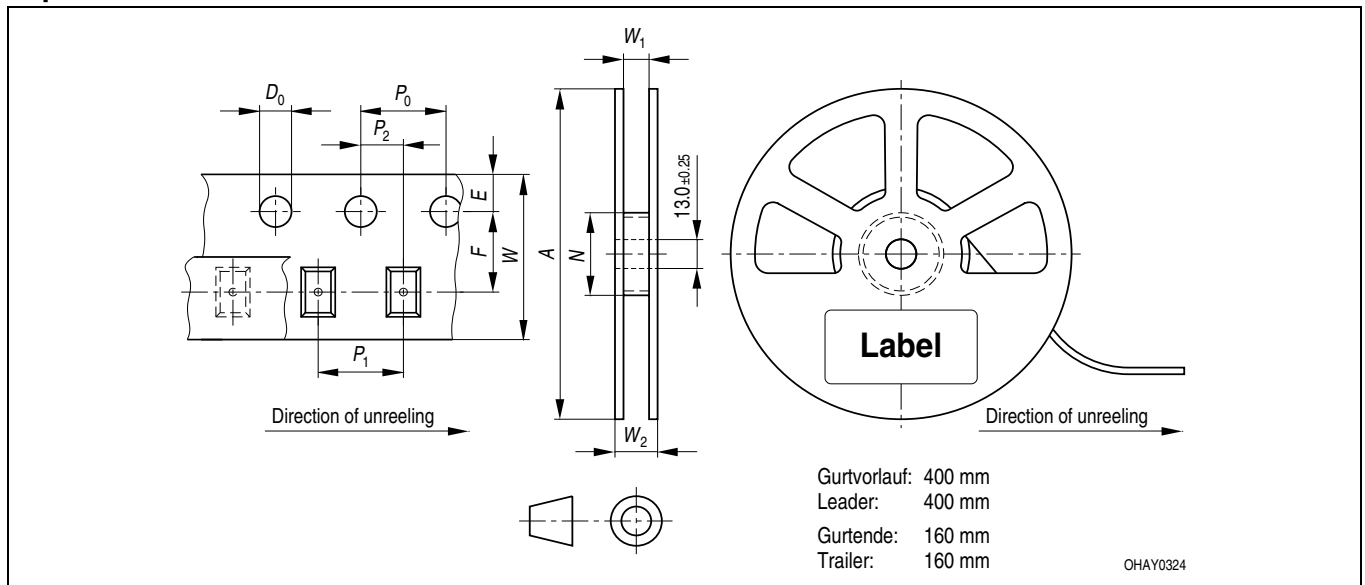 W1
D0
P0
P2
E
F
W
A
N
13.0±0.25
P1
Label
Direction of unreeling
W2
Direction of unreeling
Gurtvorlauf: 400 mm
Leader: 400 mm
Gurtende: 160 mm
Trailer: 160 mm
OHAY0324